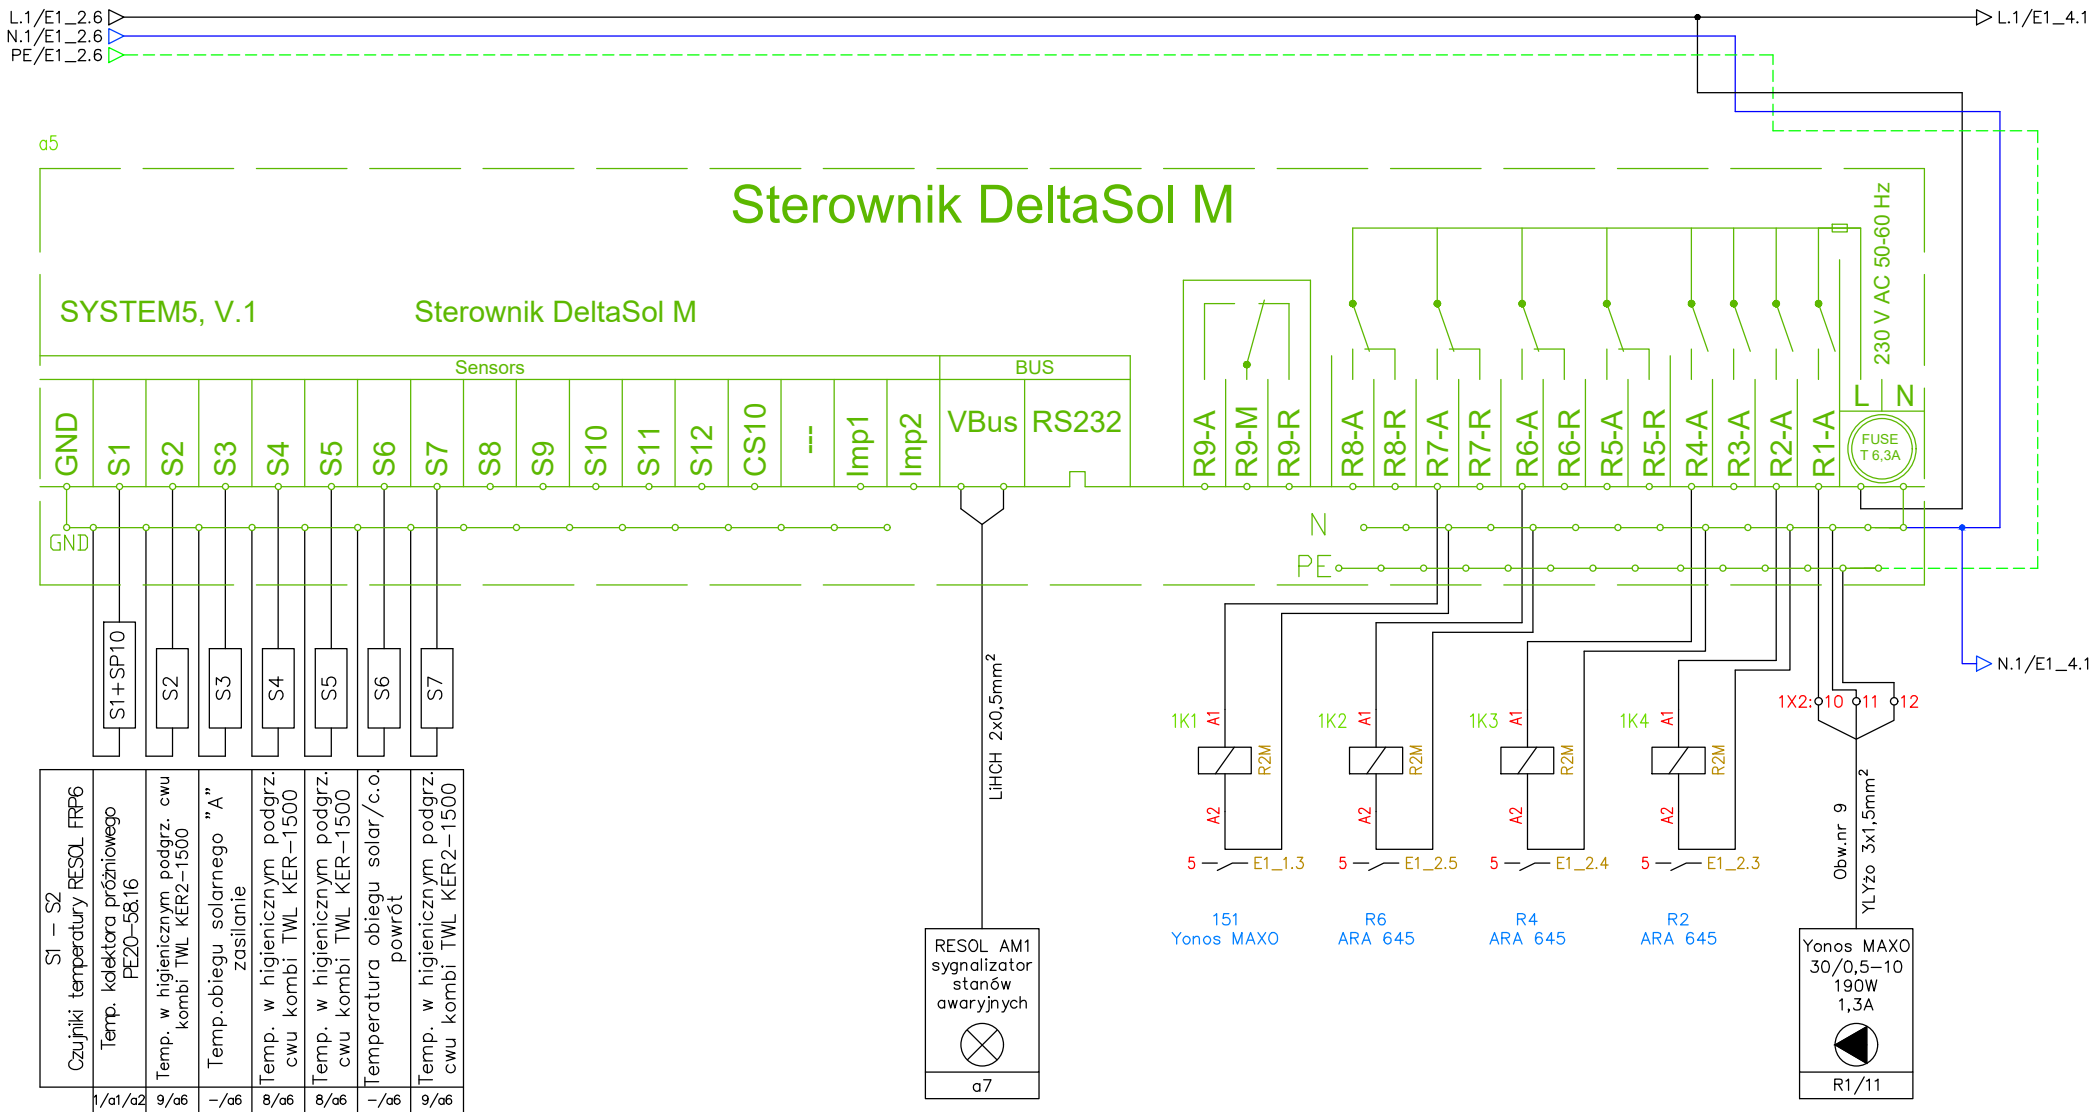 L.1/E1_2.6
N.1/E1_2.6
PE/E1_2.6
L.1/E1_4.1
a5
Sterownik DeltaSol M
SYSTEM5, V.1
Sterownik DeltaSol M
230 V AC 50-60 Hz
Sensors
BUS
GND
S1
S2
S3
S4
S5
S6
S7
S8
S9
S10
S11
S12
CS10
---
Imp1
Imp2
VBus
RS232
R9-A
R9-M
R9-R
R8-A
R8-R
R7-A
R7-R
R6-A
R6-R
R5-A
R5-R
R4-A
R3-A
R2-A
R1-A
L
N
FUSE
T 6,3A
GND
N
PE
N.1/E1_4.1
S1+SP10
S2
S3
S4
S5
S6
S7
LiHCH 2x0,5mm²
1K1
A1
R2M
A2
5
E1_1.3
151
Yonos MAXO
1K2
A1
R2M
A2
5
E1_2.5
R6
ARA 645
1K3
A1
R2M
A2
5
E1_2.4
R4
ARA 645
1K4
A1
R2M
A2
5
E1_2.3
R2
ARA 645
1X2:
10
11
12
Obw.nr 9
YLYżo 3x1,5mm²
S1 - S2
Czujniki temperatury RESOL FRP6
Temp. kolektora próżniowego
PE20-58.16
Temp. w higienicznym podgrz. cwu
kombi TWL KER2-1500
Temp.obiegu solarnego "A"
zasilanie
Temp. w higienicznym podgrz.
cwu kombi TWL KER-1500
Temp. w higienicznym podgrz.
cwu kombi TWL KER-1500
Temperatura obiegu solar/c.o.
powrót
Temp. w higienicznym podgrz.
cwu kombi TWL KER2-1500
1/a1/a2
9/a6
-/a6
8/a6
8/a6
-/a6
9/a6
RESOL AM1
sygnalizator
stanów
awaryjnych
a7
Yonos MAXO
30/0,5-10
190W
1,3A
R1/11